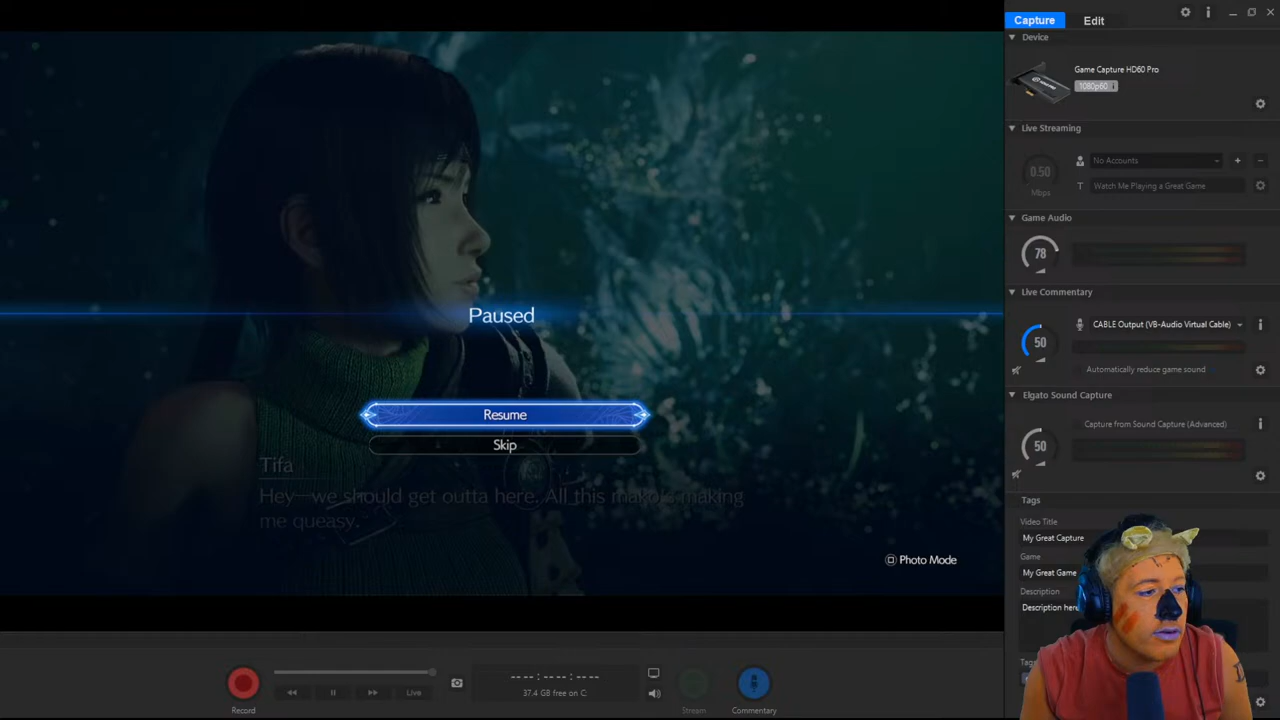 Capture
Edit
Device
Game Capture HD60 Pro
1080p60
Live Streaming
0.50
Mbps
No Accounts
T
Watch Me Playing a Great Game
Game Audio
78
Live Commentary
50
CABLE Output (VB-Audio Virtual Cable)
Automatically reduce game sound
Elgato Sound Capture
50
Capture from Sound Capture (Advanced)
Tags
Video Title
My Great Capture
Game
My Great Game
Description
Description here
Paused
Resume
Skip
Tifa
Hey—we should get outta here. All this mako's making
me queasy.
Photo Mode
Record
Live
--:--:--
37.4 GB free on C:
Stream
Commentary